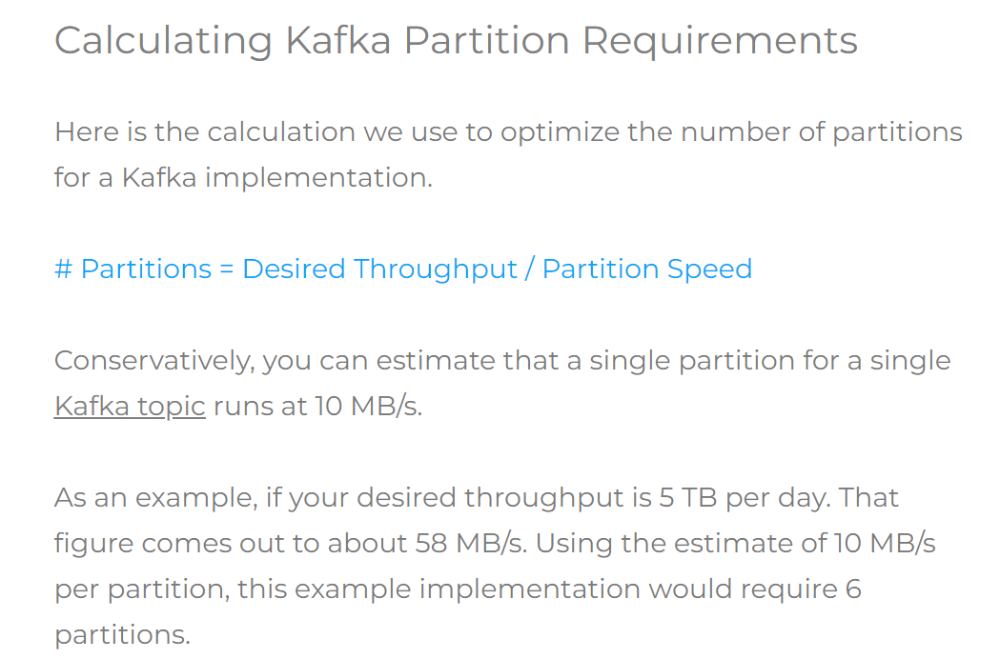 Calculating Kafka Partition Requirements
Here is the calculation we use to optimize the number of partitions
for a Kafka implementation.
# Partitions = Desired Throughput / Partition Speed
Conservatively, you can estimate that a single partition for a single
Kafka topic runs at 10 MB/s.
As an example, if your desired throughput is 5 TB per day. That
figure comes out to about 58 MB/s. Using the estimate of 10 MB/s
per partition, this example implementation would require 6
partitions.